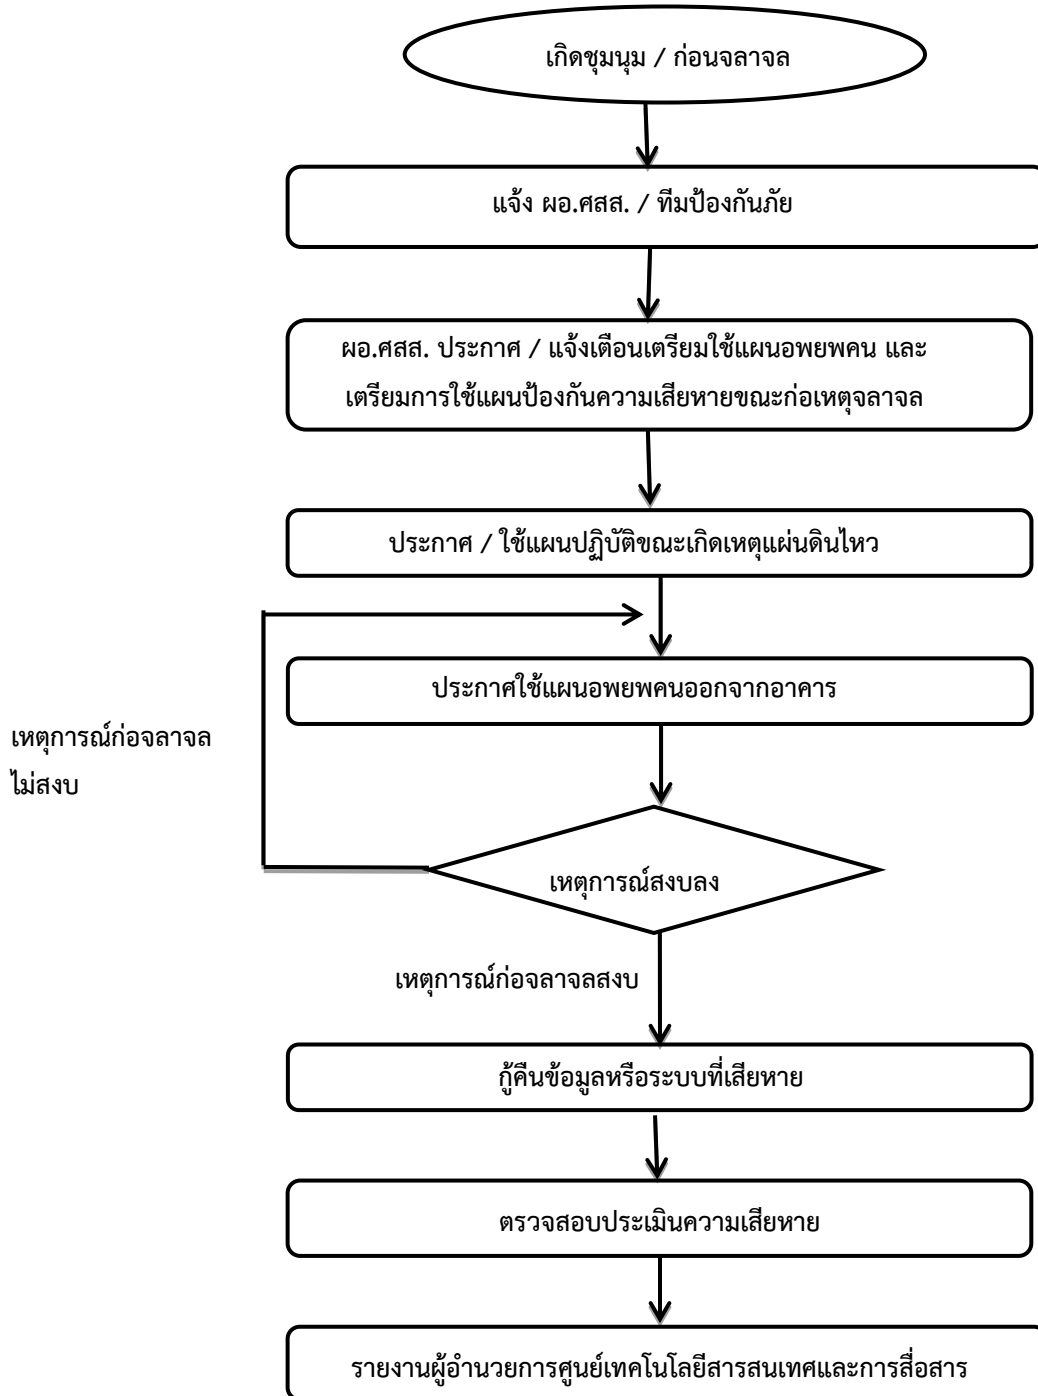 เกิดชุมนุม / ก่อนจลาจล
แจ้ง ผอ.ศสส. / ทีมป้องกันภัย
ผอ.ศสส. ประกาศ / แจ้งเตือนเตรียมใช้แผนอพยพคน และ
เตรียมการใช้แผนป้องกันความเสียหายขณะก่อเหตุจลาจล
ประกาศ / ใช้แผนปฏิบัติขณะเกิดเหตุแผ่นดินไหว
ประกาศใช้แผนอพยพคนออกจากอาคาร
เหตุการณ์ก่อจลาจล
ไม่สงบ
เหตุการณ์สงบลง
เหตุการณ์ก่อจลาจลสงบ
กู้คืนข้อมูลหรือระบบที่เสียหาย
ตรวจสอบประเมินความเสียหาย
รายงานผู้อำนวยการศูนย์เทคโนโลยีสารสนเทศและการสื่อสาร